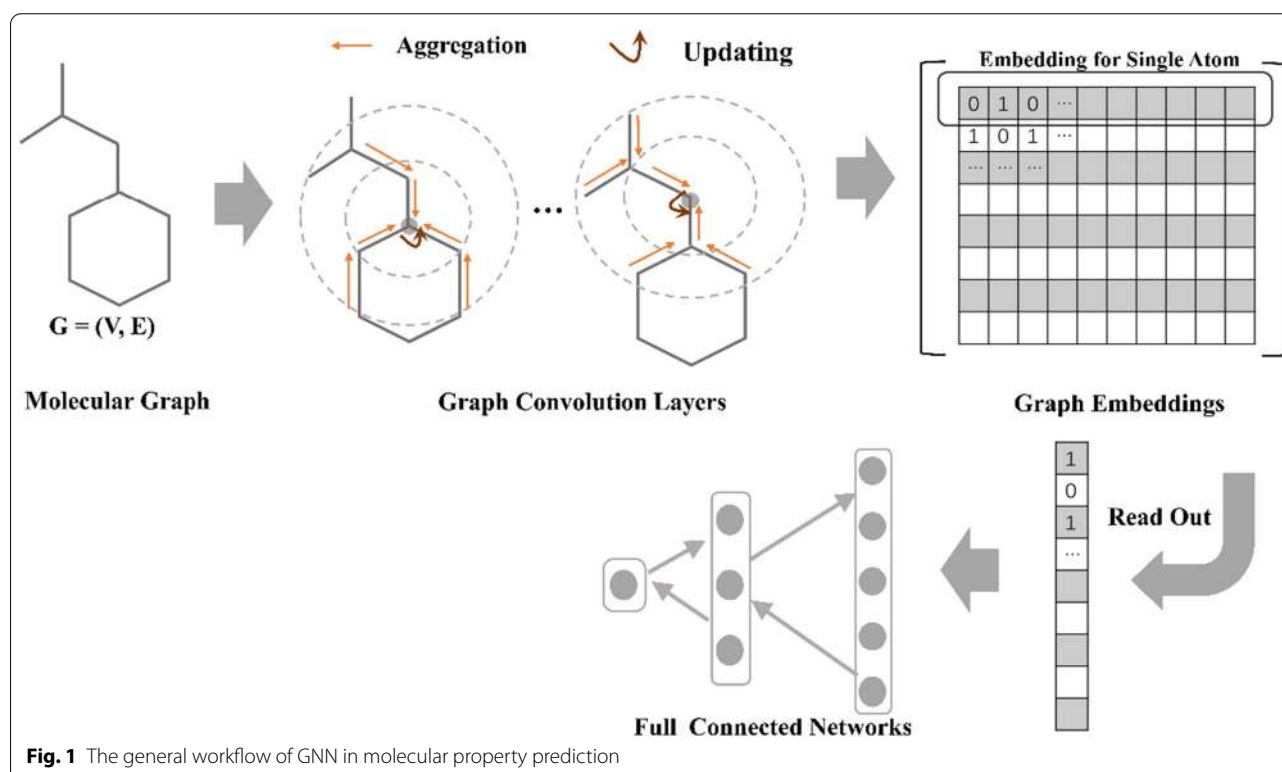 Aggregation
Updating
Embedding for Single Atom
0 1 0 ...
1 0 1 ...
... ... ...
...
G = (V, E)
Molecular Graph
Graph Convolution Layers
Graph Embeddings
1
0
1
...
Read Out
Full Connected Networks
Fig. 1 The general workflow of GNN in molecular property prediction